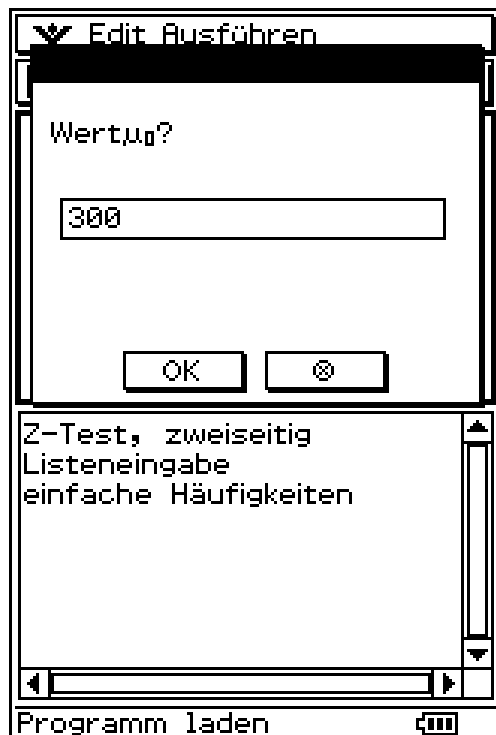 Edit Ausführen
Wert,μ₀?
300
OK
Z-Test, zweiseitig
Listeneingabe
einfache Häufigkeiten
Programm laden